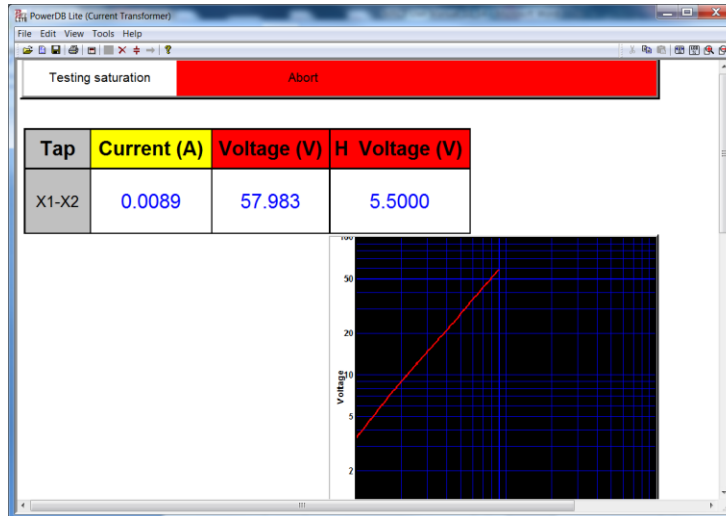 PowerDB Lite (Current Transformer)
File Edit View Tools Help
Testing saturation Abort
Tap Current (A) Voltage (V) H Voltage (V)
X1-X2 0.0089 57.983 5.5000
100
50
20
10
5
2
Voltage